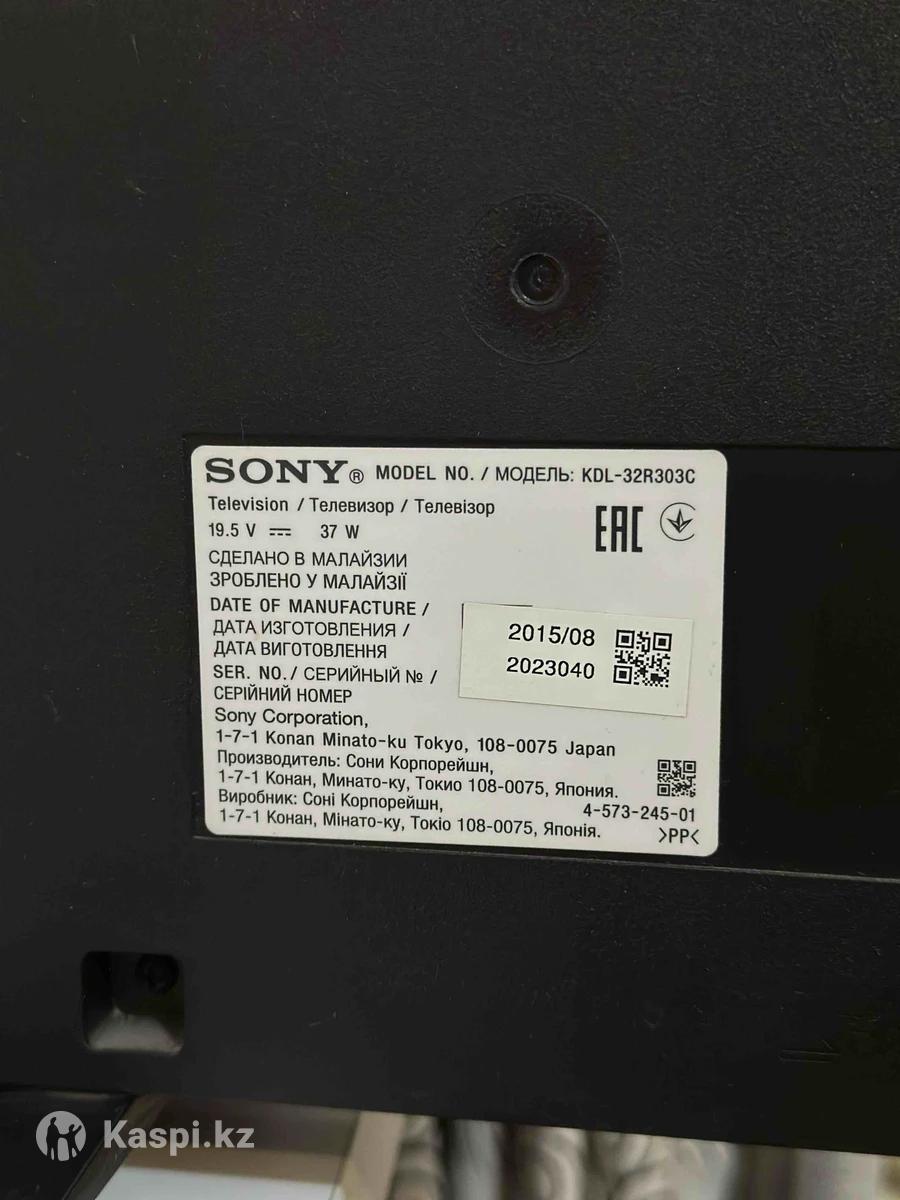 SONY® MODEL NO. / МОДЕЛЬ: KDL-32R303C
Television / Телевизор / Телевізор
19.5 V ⎓ 37 W
EAC
СДЕЛАНО В МАЛАЙЗИИ
ЗРОБЛЕНО У МАЛАЙЗІЇ
DATE OF MANUFACTURE /
ДАТА ИЗГОТОВЛЕНИЯ /
ДАТА ВИГОТОВЛЕННЯ
2015/08
SER. NO. / СЕРИЙНЫЙ № /
СЕРІЙНИЙ НОМЕР
2023040
Sony Corporation,
1-7-1 Konan Minato-ku Tokyo, 108-0075 Japan
Производитель: Сони Корпорейшн,
1-7-1 Конан, Минато-ку, Токио 108-0075, Япония.
Виробник: Соні Корпорейшн,
1-7-1 Конан, Мінато-ку, Токіо 108-0075, Японія.
4-573-245-01
>PP<
Kaspi.kz